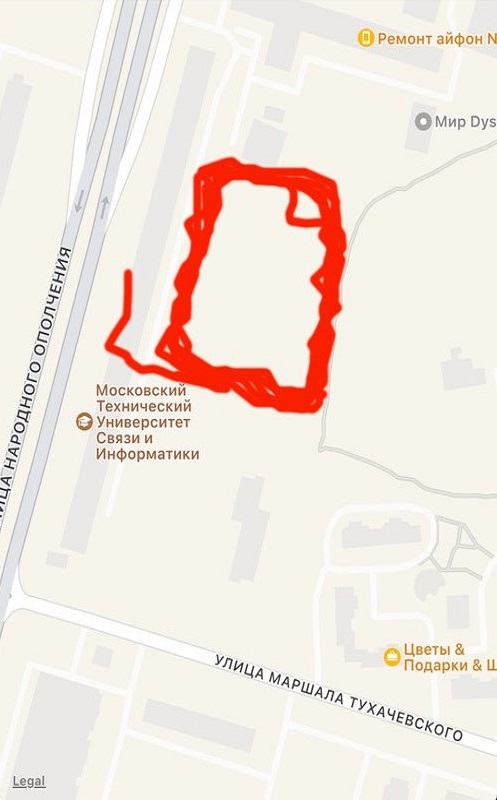 Ремонт айфон N
Мир Dys
УЛИЦА НАРОДНОГО ОПОЛЧЕНИЯ
Московский
Технический
Университет
Связи и
Информатики
Цветы &
Подарки & Ш
УЛИЦА МАРШАЛА ТУХАЧЕВСКОГО
Legal